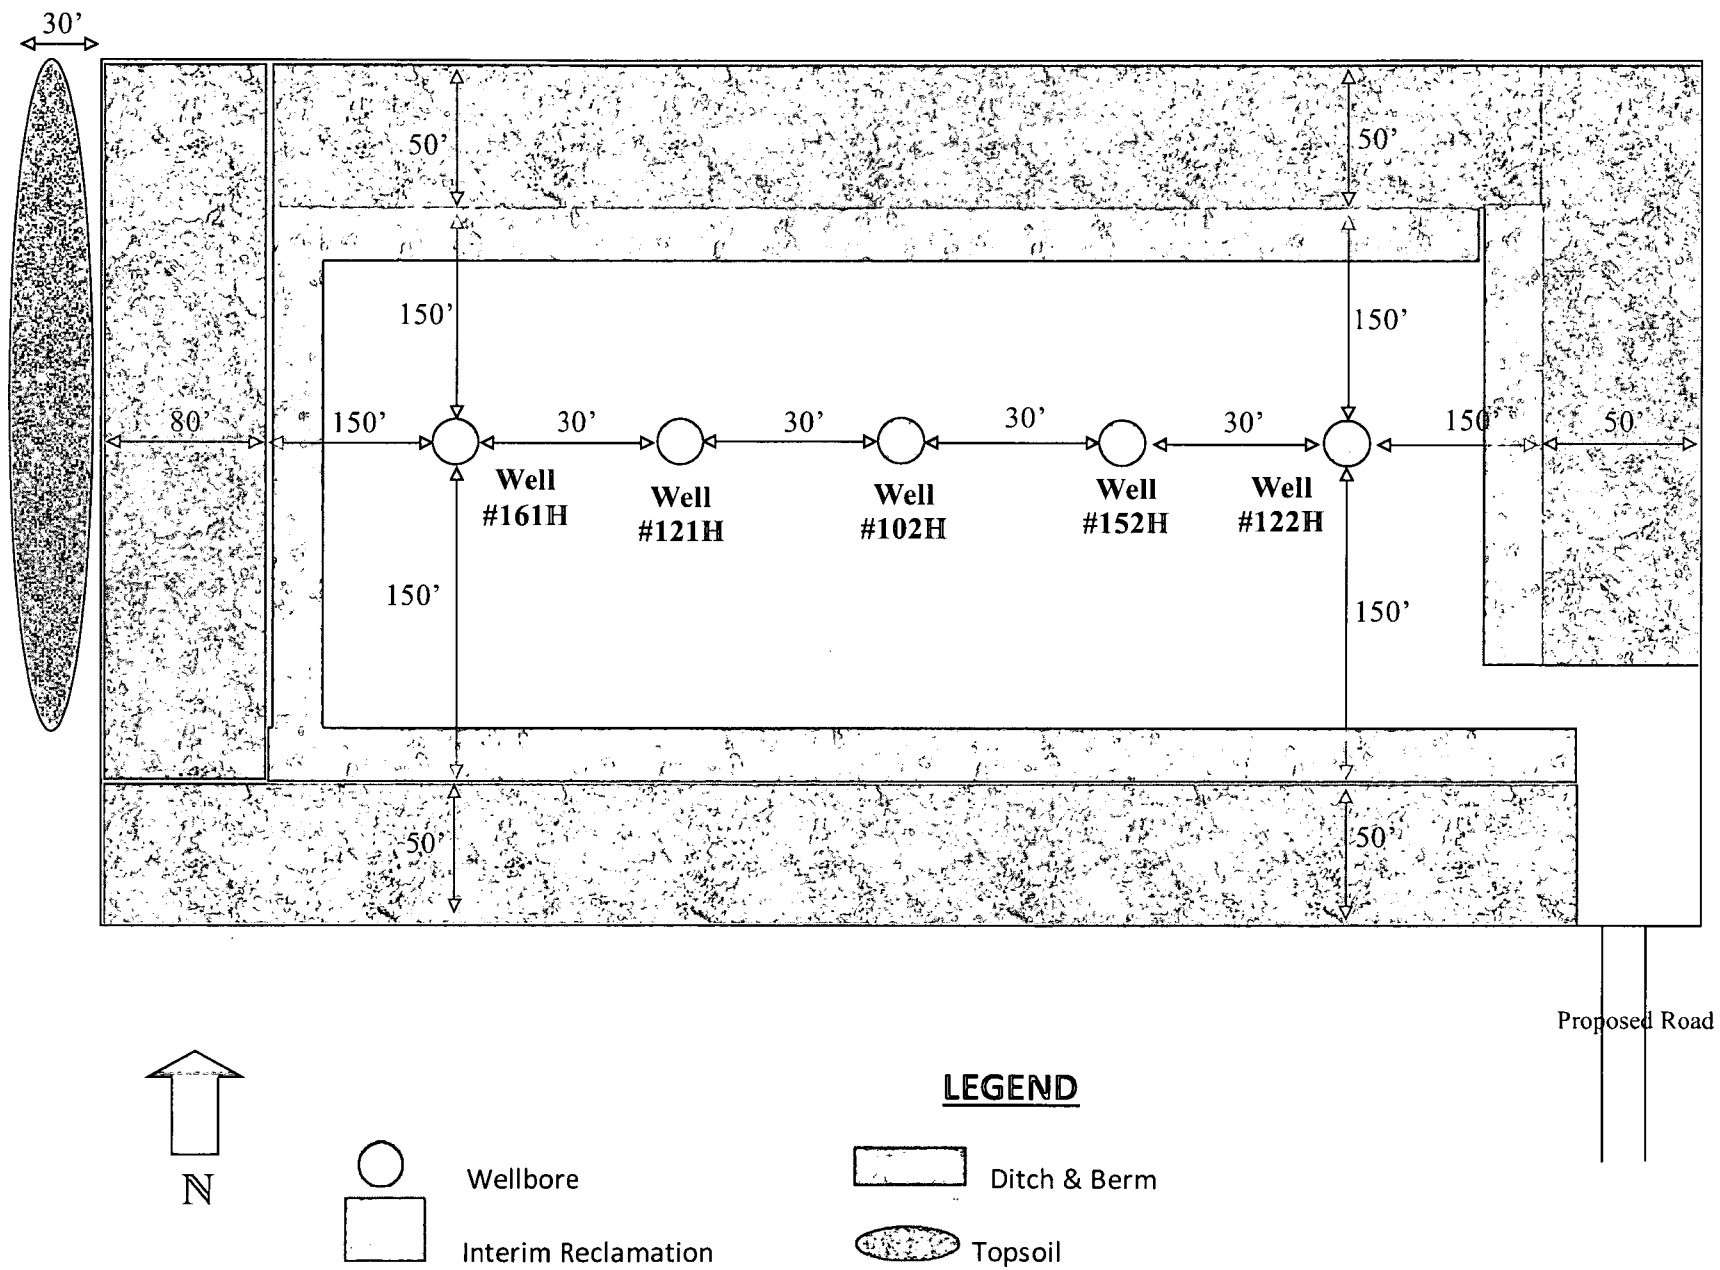 30’
50’
50’
150’
150’
80’
150’
30’
30’
30’
30’
150’
50’
Well
#161H
Well
#121H
Well
#102H
Well
#152H
Well
#122H
150’
150’
50’
50’
Proposed Road
LEGEND
N
Wellbore
Ditch & Berm
Interim Reclamation
Topsoil